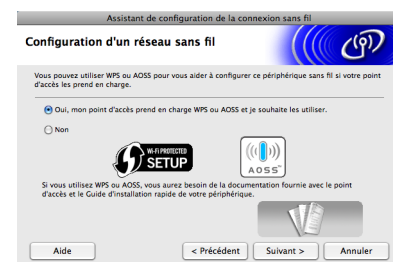 Assistant de configuration de la connexion sans fil
Configuration d'un réseau sans fil
Vous pouvez utiliser WPS ou AOSS pour vous aider à configurer ce périphérique sans fil si votre point
d'accès les prend en charge.
Oui, mon point d'accès prend en charge WPS ou AOSS et je souhaite les utiliser.
Non
Wi-Fi PROTECTED
SETUP
AOSS™
Si vous utilisez WPS ou AOSS, vous aurez besoin de la documentation fournie avec le point
d'accès et le Guide d'installation rapide de votre périphérique.
Aide
< Précédent
Suivant >
Annuler